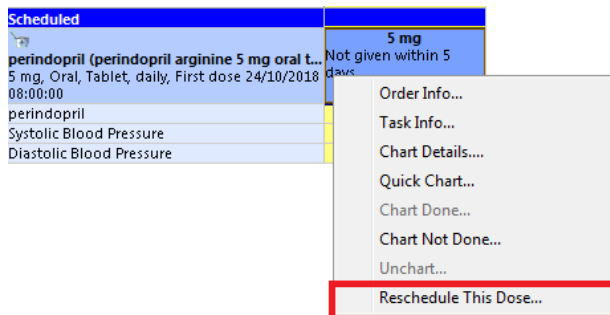 Scheduled
perindopril (perindopril arginine 5 mg oral t...
5 mg, Oral, Tablet, daily, First dose 24/10/2018
08:00:00
5 mg
Not given within 5
days
perindopril
Systolic Blood Pressure
Diastolic Blood Pressure
Order Info...
Task Info...
Chart Details....
Quick Chart...
Chart Done...
Chart Not Done...
Unchart...
Reschedule This Dose...